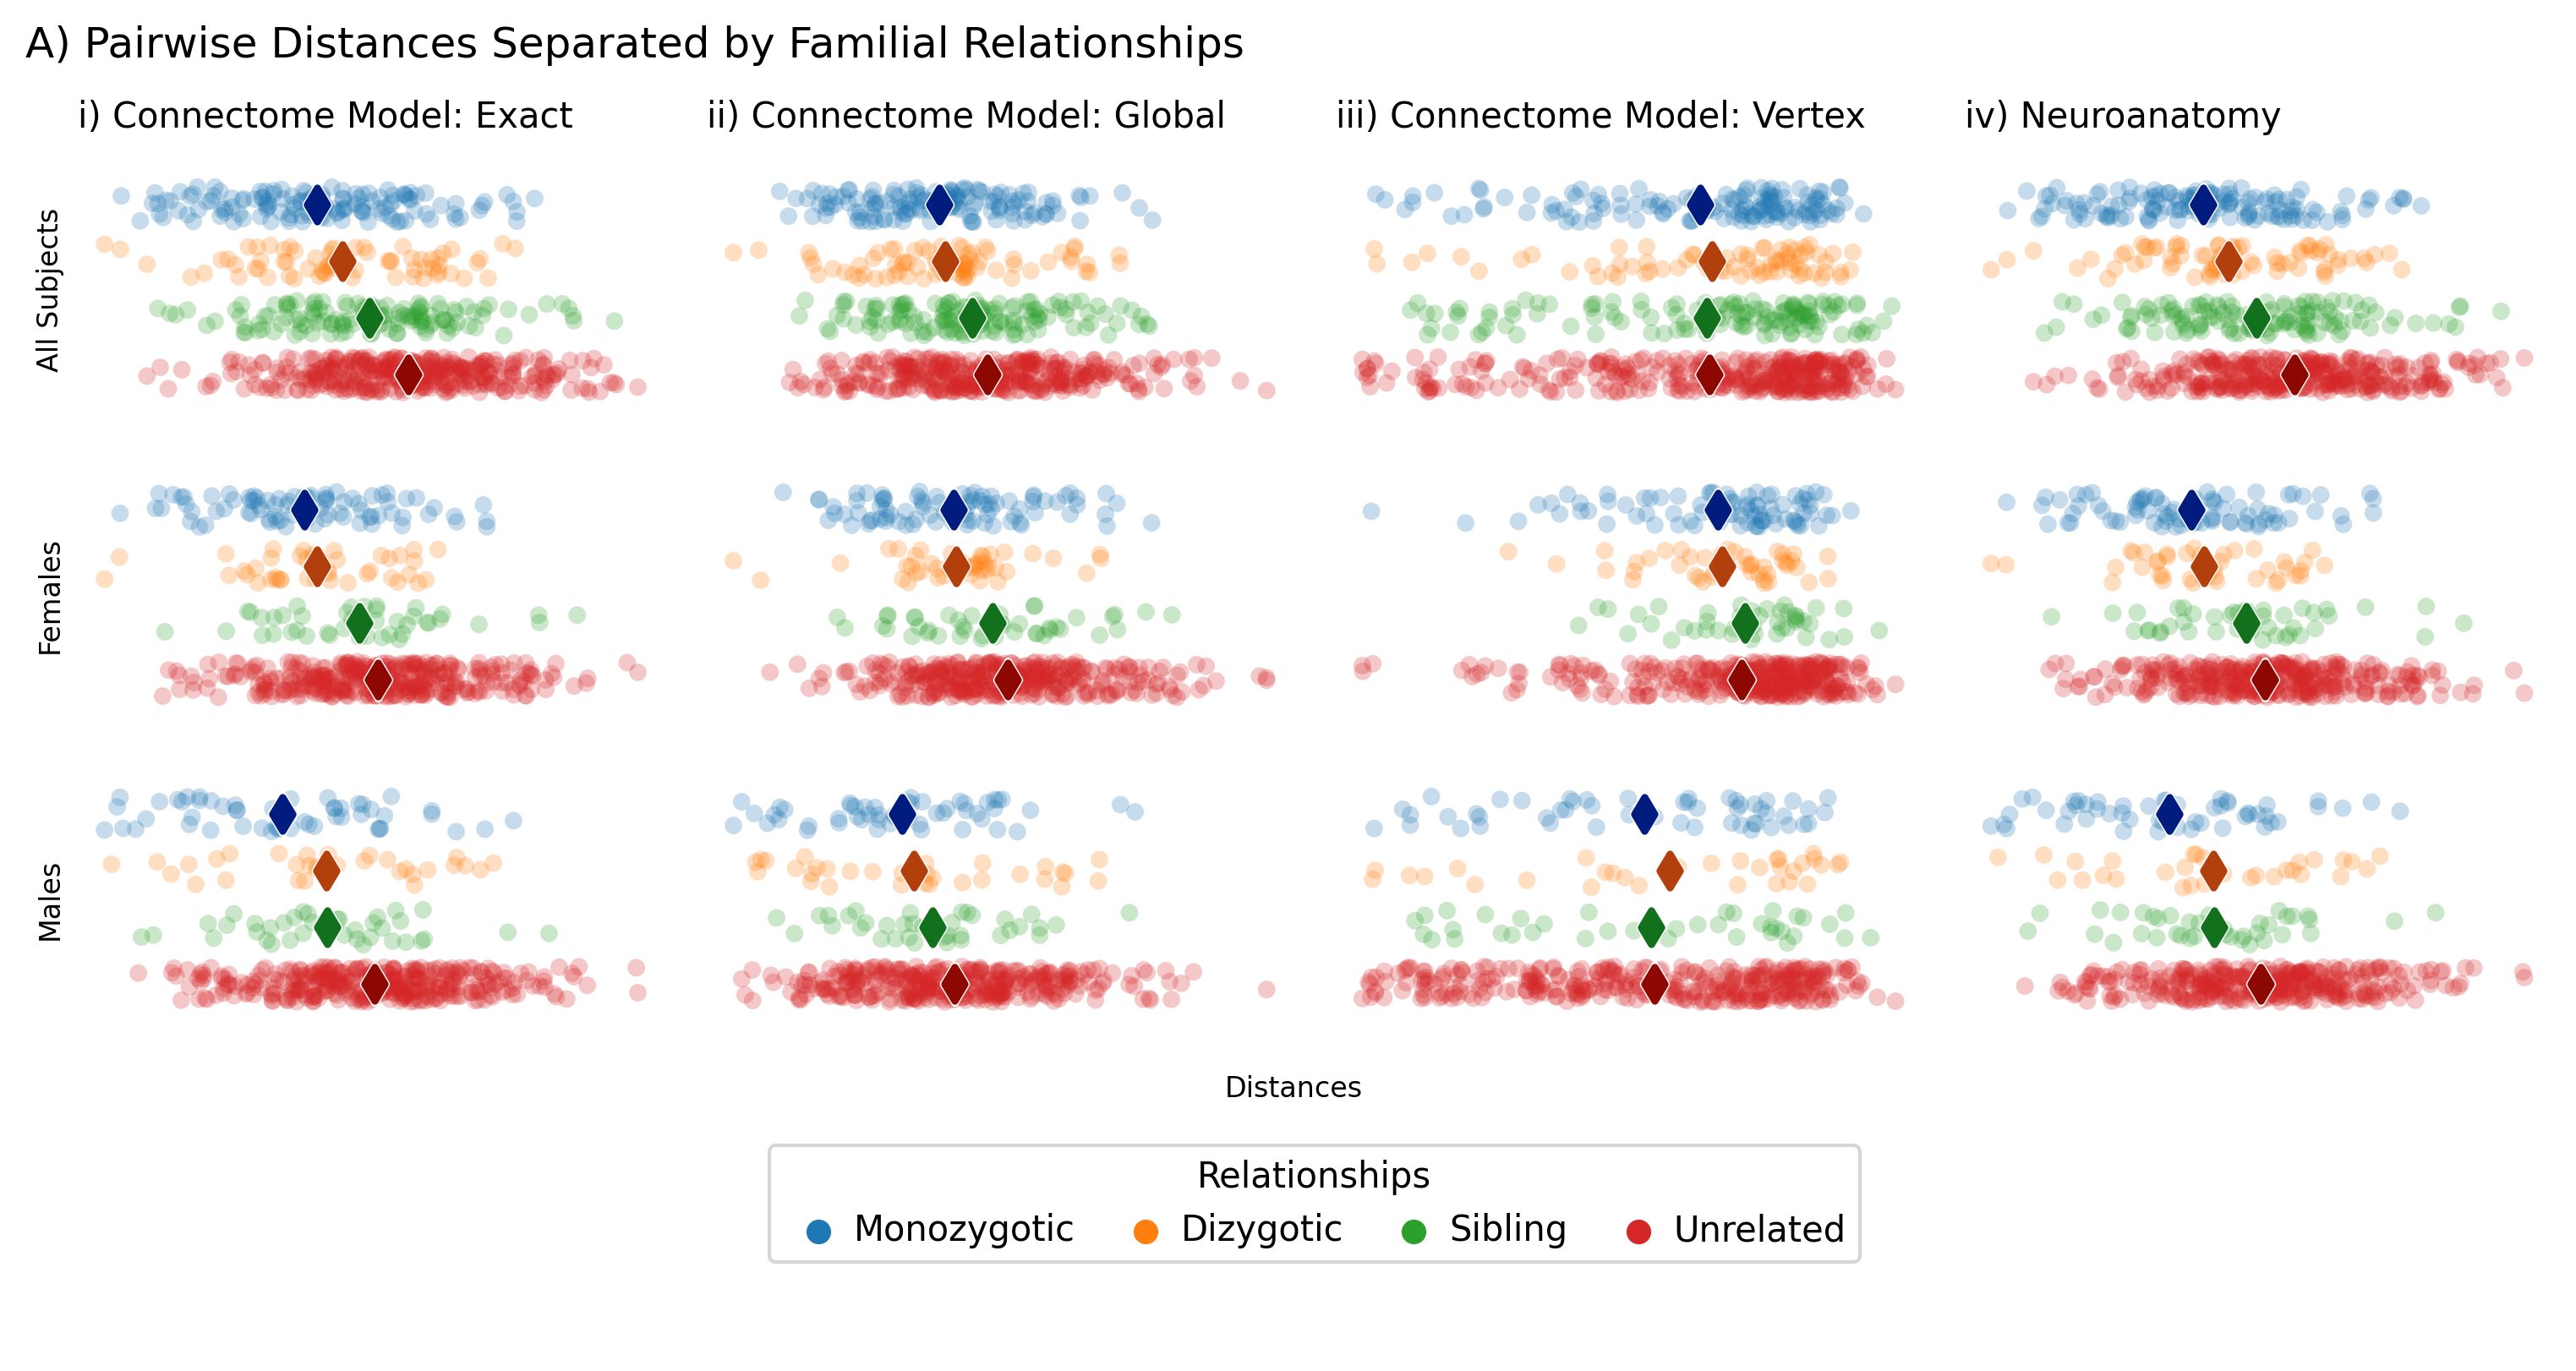 A) Pairwise Distances Separated by Familial Relationships
i) Connectome Model: Exact
ii) Connectome Model: Global
iii) Connectome Model: Vertex
iv) Neuroanatomy
All Subjects
Females
Males
Distances
Relationships
Monozygotic Dizygotic Sibling Unrelated